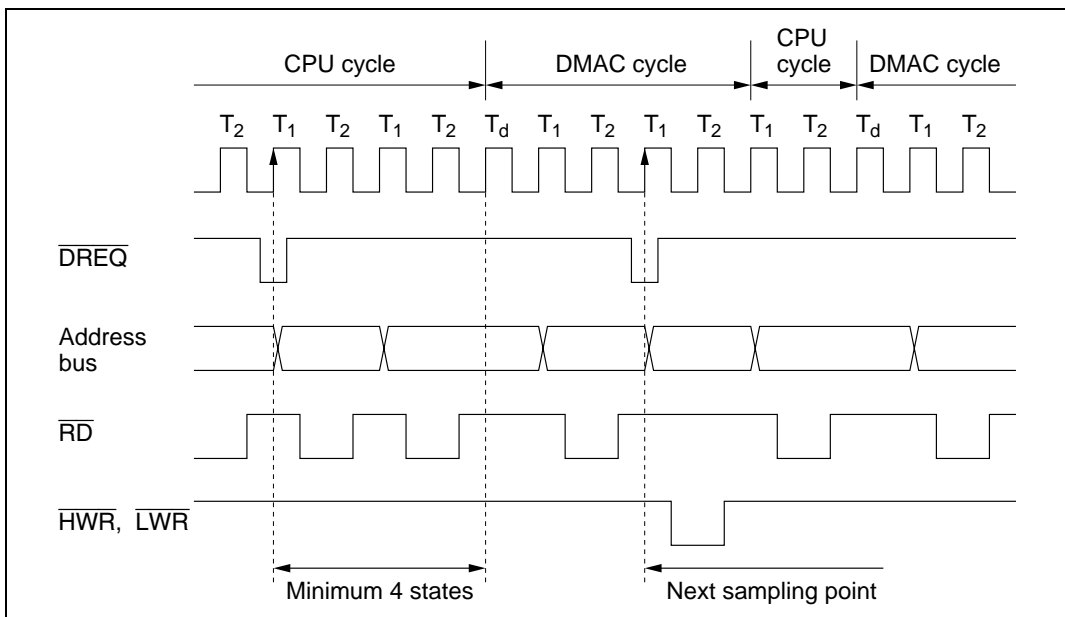 CPU cycle DMAC cycle CPU cycle DMAC cycle
T2 T1 T2 T1 T2 Td T1 T2 T1 T2 T1 T2 Td T1 T2
DREQ
Address
bus
RD
HWR, LWR
Minimum 4 states Next sampling point